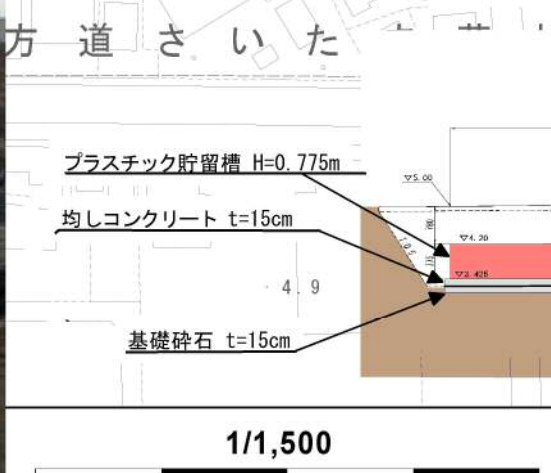 方道さいた
プラスチック貯留槽 H=0.775m
▽5.00
均しコンクリート t=15cm
▽4.20
775
▽3.425
4.9
基礎砕石 t=15cm
1/1,500